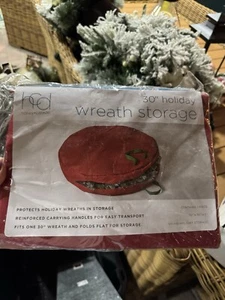 30" holiday
wreath storage
PROTECTS HOLIDAY WREATHS IN STORAGE
REINFORCED CARRYING HANDLES FOR EASY TRANSPORT
FITS ONE 30" WREATH AND FOLDS FLAT FOR STORAGE